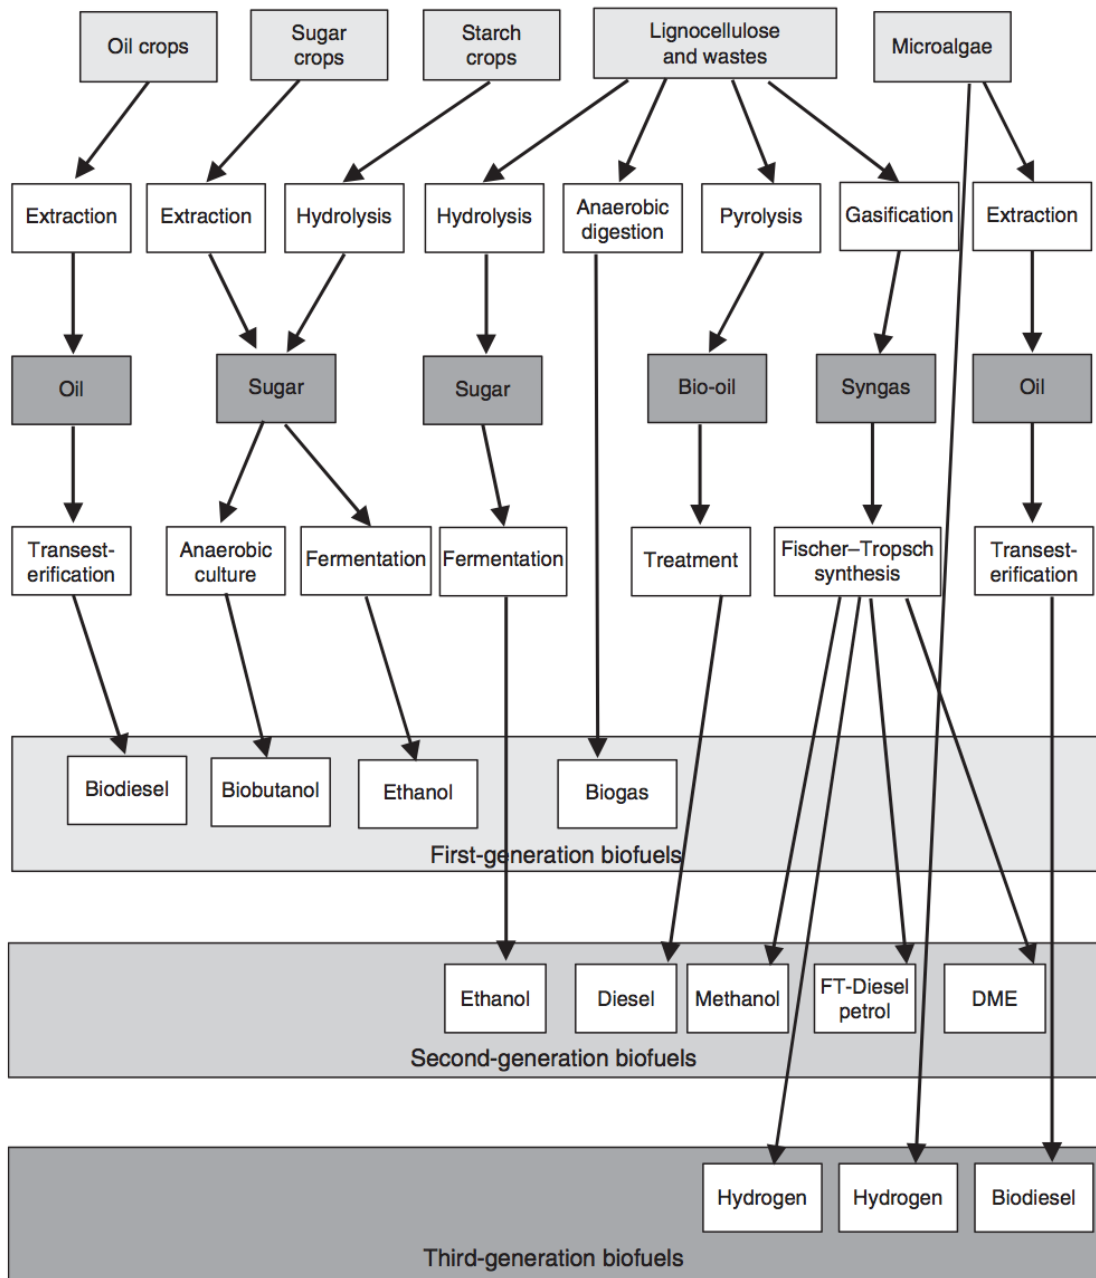 Oil crops
Sugar
crops
Starch
crops
Lignocellulose
and wastes
Microalgae
Extraction
Extraction
Hydrolysis
Hydrolysis
Anaerobic
digestion
Pyrolysis
Gasification
Extraction
Oil
Sugar
Sugar
Bio-oil
Syngas
Oil
Transest-
erification
Anaerobic
culture
Fermentation
Fermentation
Treatment
Fischer–Tropsch
synthesis
Transest-
erification
Biodiesel
Biobutanol
Ethanol
Biogas
First-generation biofuels
Ethanol
Diesel
Methanol
FT-Diesel
petrol
DME
Second-generation biofuels
Hydrogen
Hydrogen
Biodiesel
Third-generation biofuels